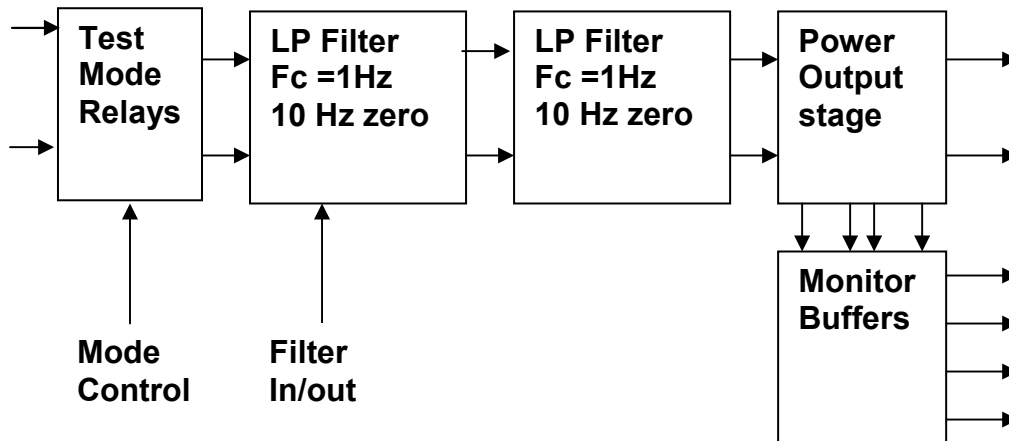 Test
Mode
Relays
LP Filter
Fc =1Hz
10 Hz zero
LP Filter
Fc =1Hz
10 Hz zero
Power
Output
stage
Monitor
Buffers
Mode
Control
Filter
In/out